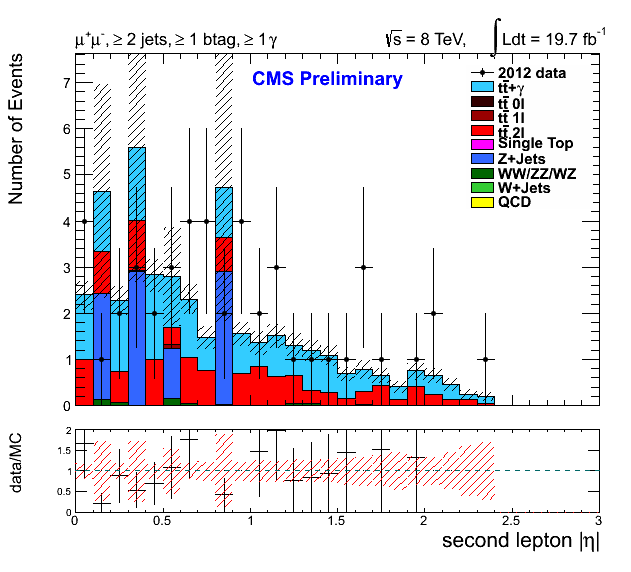 μ⁺μ⁻, ≥ 2 jets, ≥ 1 btag, ≥ 1 γ
√s = 8 TeV, ∫ Ldt = 19.7 fb⁻¹
CMS Preliminary
2012 data
tt̄+γ
tt̄ 0l
tt̄ 1l
tt̄ 2l
Single Top
Z+Jets
WW/ZZ/WZ
W+Jets
QCD
Number of Events
7
6
5
4
3
2
1
0
data/MC
2
1.5
1
0.5
0
0 0.5 1 1.5 2 2.5 3
second lepton |η|